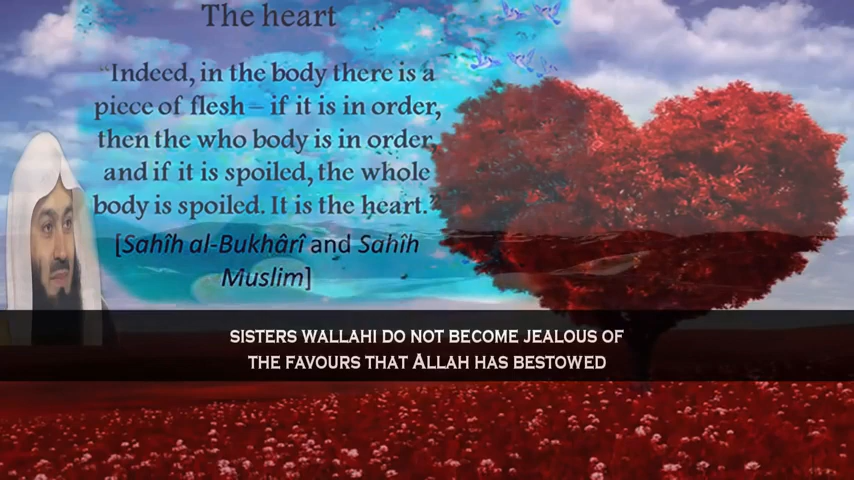 The heart
"Indeed, in the body there is a
piece of flesh – if it is in order,
then the who body is in order,
and if it is spoiled, the whole
body is spoiled. It is the heart."
[Sahîh al-Bukhârî and Sahîh
Muslim]
SISTERS WALLAHI DO NOT BECOME JEALOUS OF
THE FAVOURS THAT ALLAH HAS BESTOWED